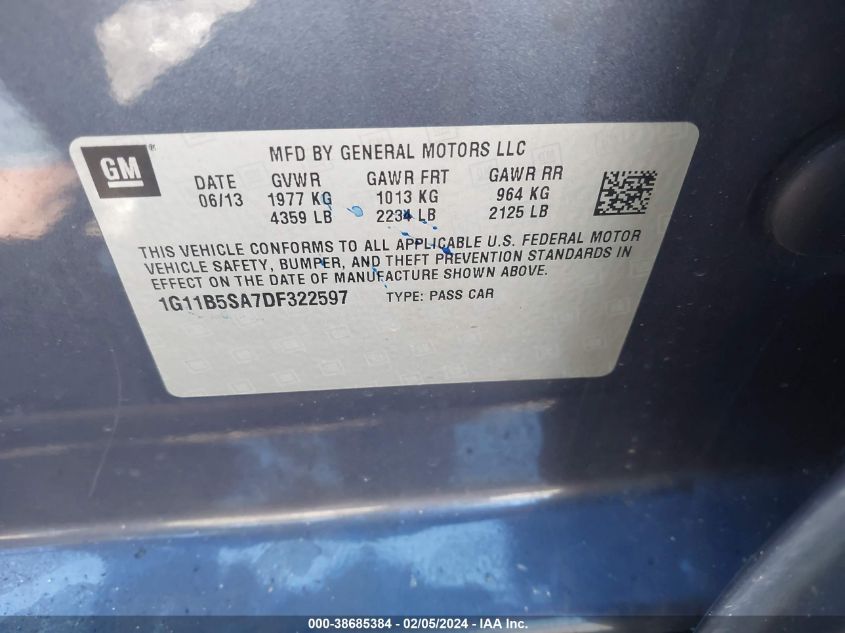 GM ®
MFD BY GENERAL MOTORS LLC
DATE GVWR GAWR FRT GAWR RR
06/13 1977 KG 1013 KG 964 KG
4359 LB 2234 LB 2125 LB
THIS VEHICLE CONFORMS TO ALL APPLICABLE U.S. FEDERAL MOTOR
VEHICLE SAFETY, BUMPER, AND THEFT PREVENTION STANDARDS IN
EFFECT ON THE DATE OF MANUFACTURE SHOWN ABOVE.
1G11B5SA7DF322597 TYPE: PASS CAR
000-38685384 - 02/05/2024 - IAA Inc.